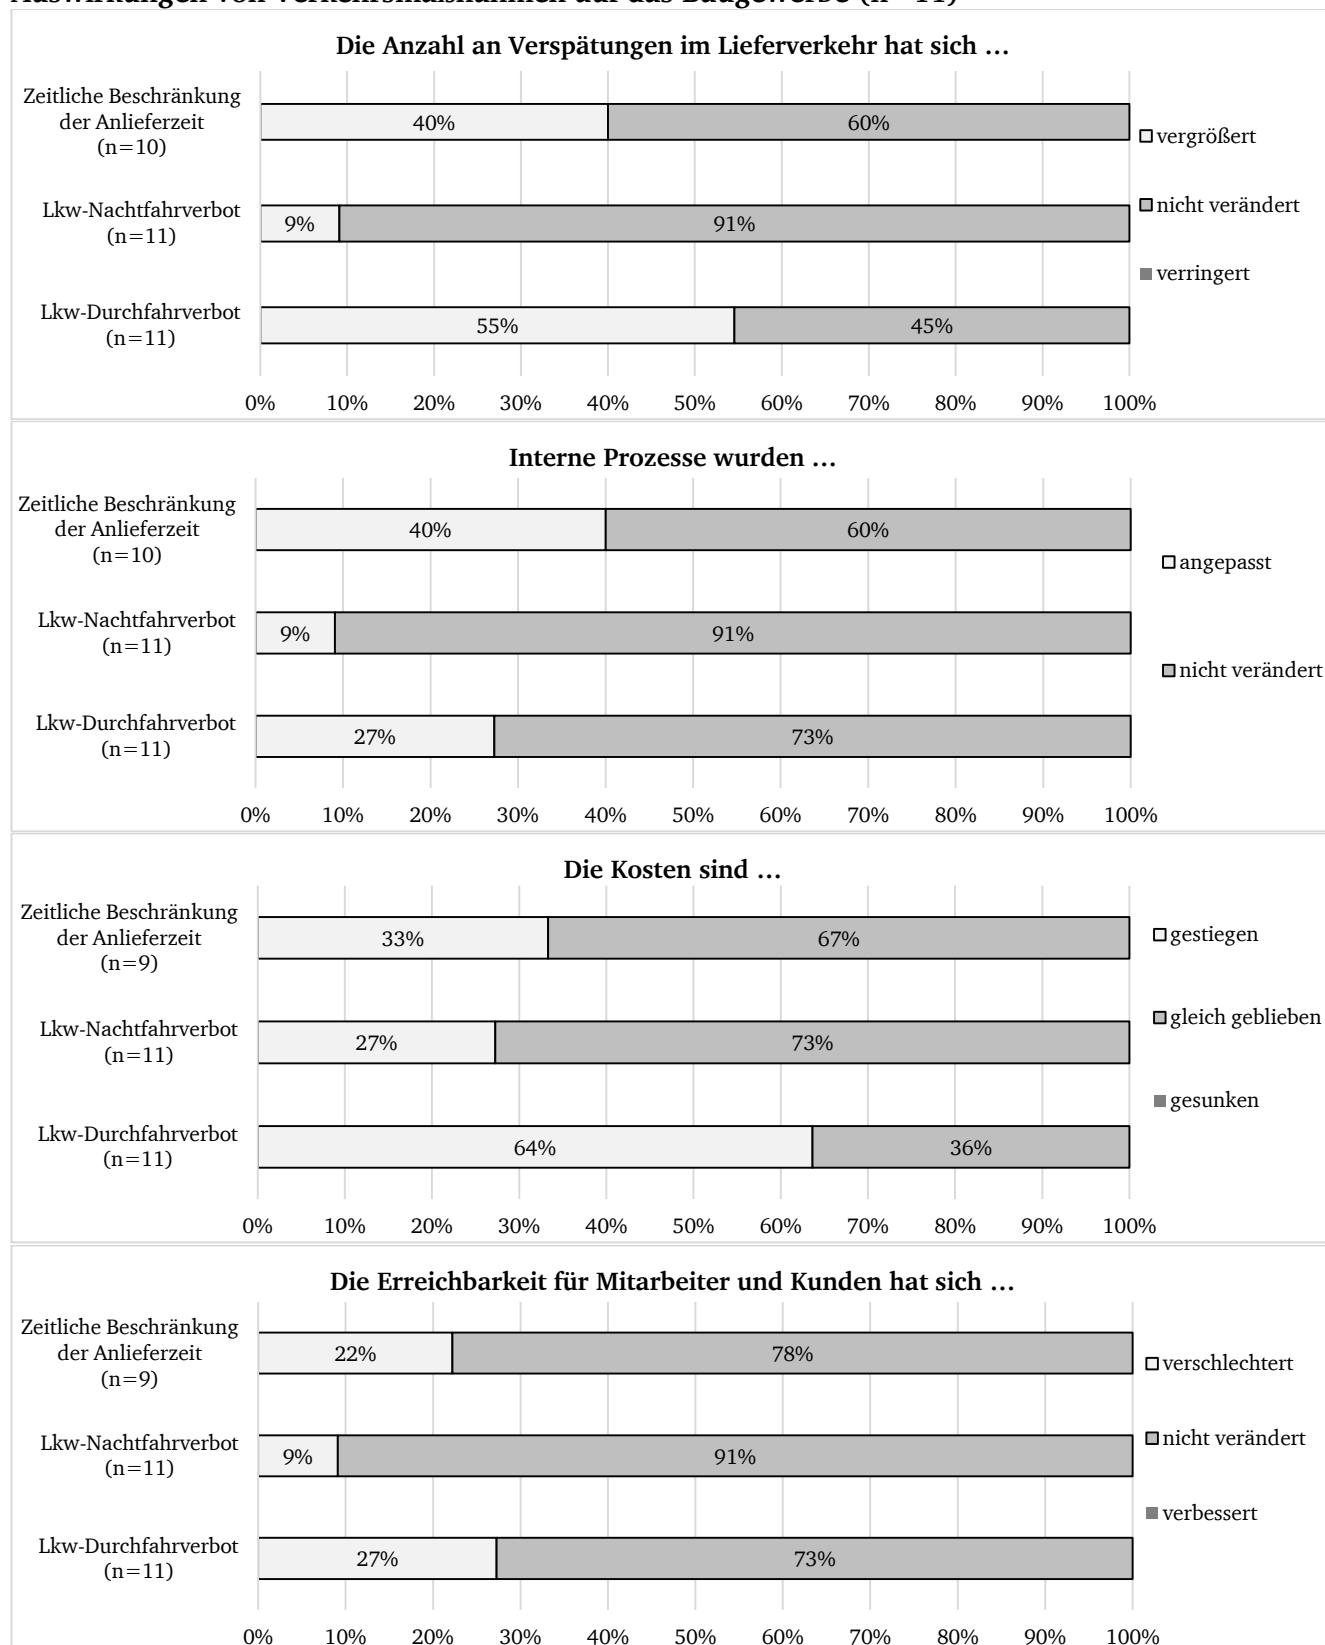 Die Anzahl an Verspätungen im Lieferverkehr hat sich …
Zeitliche Beschränkung
der Anlieferzeit
(n=10)
40%
60%
vergrößert
Lkw-Nachtfahrverbot
(n=11)
9%
91%
nicht verändert
verringert
Lkw-Durchfahrverbot
(n=11)
55%
45%
0% 10% 20% 30% 40% 50% 60% 70% 80% 90% 100%
Interne Prozesse wurden …
Zeitliche Beschränkung
der Anlieferzeit
(n=10)
40%
60%
angepasst
Lkw-Nachtfahrverbot
(n=11)
9%
91%
nicht verändert
Lkw-Durchfahrverbot
(n=11)
27%
73%
0% 10% 20% 30% 40% 50% 60% 70% 80% 90% 100%
Die Kosten sind …
Zeitliche Beschränkung
der Anlieferzeit
(n=9)
33%
67%
gestiegen
Lkw-Nachtfahrverbot
(n=11)
27%
73%
gleich geblieben
gesunken
Lkw-Durchfahrverbot
(n=11)
64%
36%
0% 10% 20% 30% 40% 50% 60% 70% 80% 90% 100%
Die Erreichbarkeit für Mitarbeiter und Kunden hat sich …
Zeitliche Beschränkung
der Anlieferzeit
(n=9)
22%
78%
verschlechtert
Lkw-Nachtfahrverbot
(n=11)
9%
91%
nicht verändert
verbessert
Lkw-Durchfahrverbot
(n=11)
27%
73%
0% 10% 20% 30% 40% 50% 60% 70% 80% 90% 100%